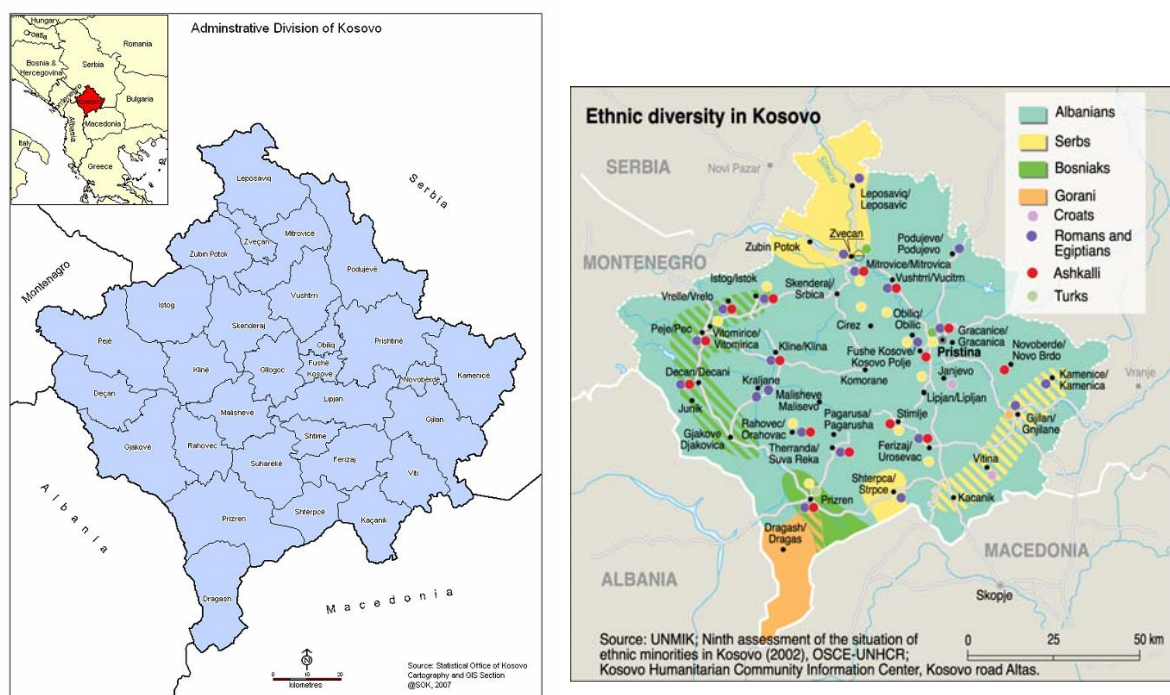 Adminstrative Division of Kosovo
Hungary
Croatia
Romania
Bosnia &
Hercegovina
Serbia
Montenegro
Kosovo
Bulgaria
Albania
Macedonia
Italy
Greece
Serbia
Montenegro
Albania
Macedonia
Leposaviq
Zveçan
Mitrovicë
Zubin Potok
Podujevë
Istog
Vushtrri
Skenderaj
Pejë
Obiliq
Prishtinë
Fushë
Kosovë
Klinë
Gllogoc
Novobërdë
Kamenicë
Deçan
Lipjan
Malishevë
Gjilan
Gjakovë
Rahovec
Shtime
Suharekë
Ferizaj
Viti
Prizren
Shtërpcë
Kaçanik
Dragash
N
10 0 10 20
kilometres
Source: Statistical Office of Kosovo
Cartography and GIS Section
@SOK, 2007
Ethnic diversity in Kosovo
Albanians
Serbs
Bosniaks
Gorani
Croats
Romans and
Egiptians
Ashkalli
Turks
SERBIA
Novi Pazar
MONTENEGRO
ALBANIA
MACEDONIA
Skopje
Vranje
Leposaviq/
Leposavic
Zvecan
Zubin Potok
Podujeve/
Podujevo
Mitrovice/Mitrovica
Vushtrri/Vucitrn
Istog/Istok
Skenderaj/
Srbica
Vrelle/Vrelo
Obiliq/
Obilic
Peje/Pec
Vitomirice/
Vitomirica
Cirez
Gracanice/
Gracanica
Kline/Klina
Fushe Kosove/
Kosovo Polje
Pristina
Novoberde/
Novo Brdo
Decan/Decani
Komorane
Janjevo
Kamenice/
Kamenica
Kraljane
Junik
Malisheve
Malisevo
Lipjan/Lipljan
Pagarusa/
Pagarusha
Stimlje
Gjilan/
Gnjilane
Rahovec/
Orahovac
Gjakove
Djakovica
Therranda/
Suva Reka
Ferizaj/
Urosevac
Vitina
Shterpca/
Strpce
Kacanik
Prizren
Dragash/
Dragas
Source: UNMIK; Ninth assessment of the situation of
ethnic minorities in Kosovo (2002), OSCE-UNHCR;
Kosovo Humanitarian Community Information Center, Kosovo road Altas.
0 25 50 km